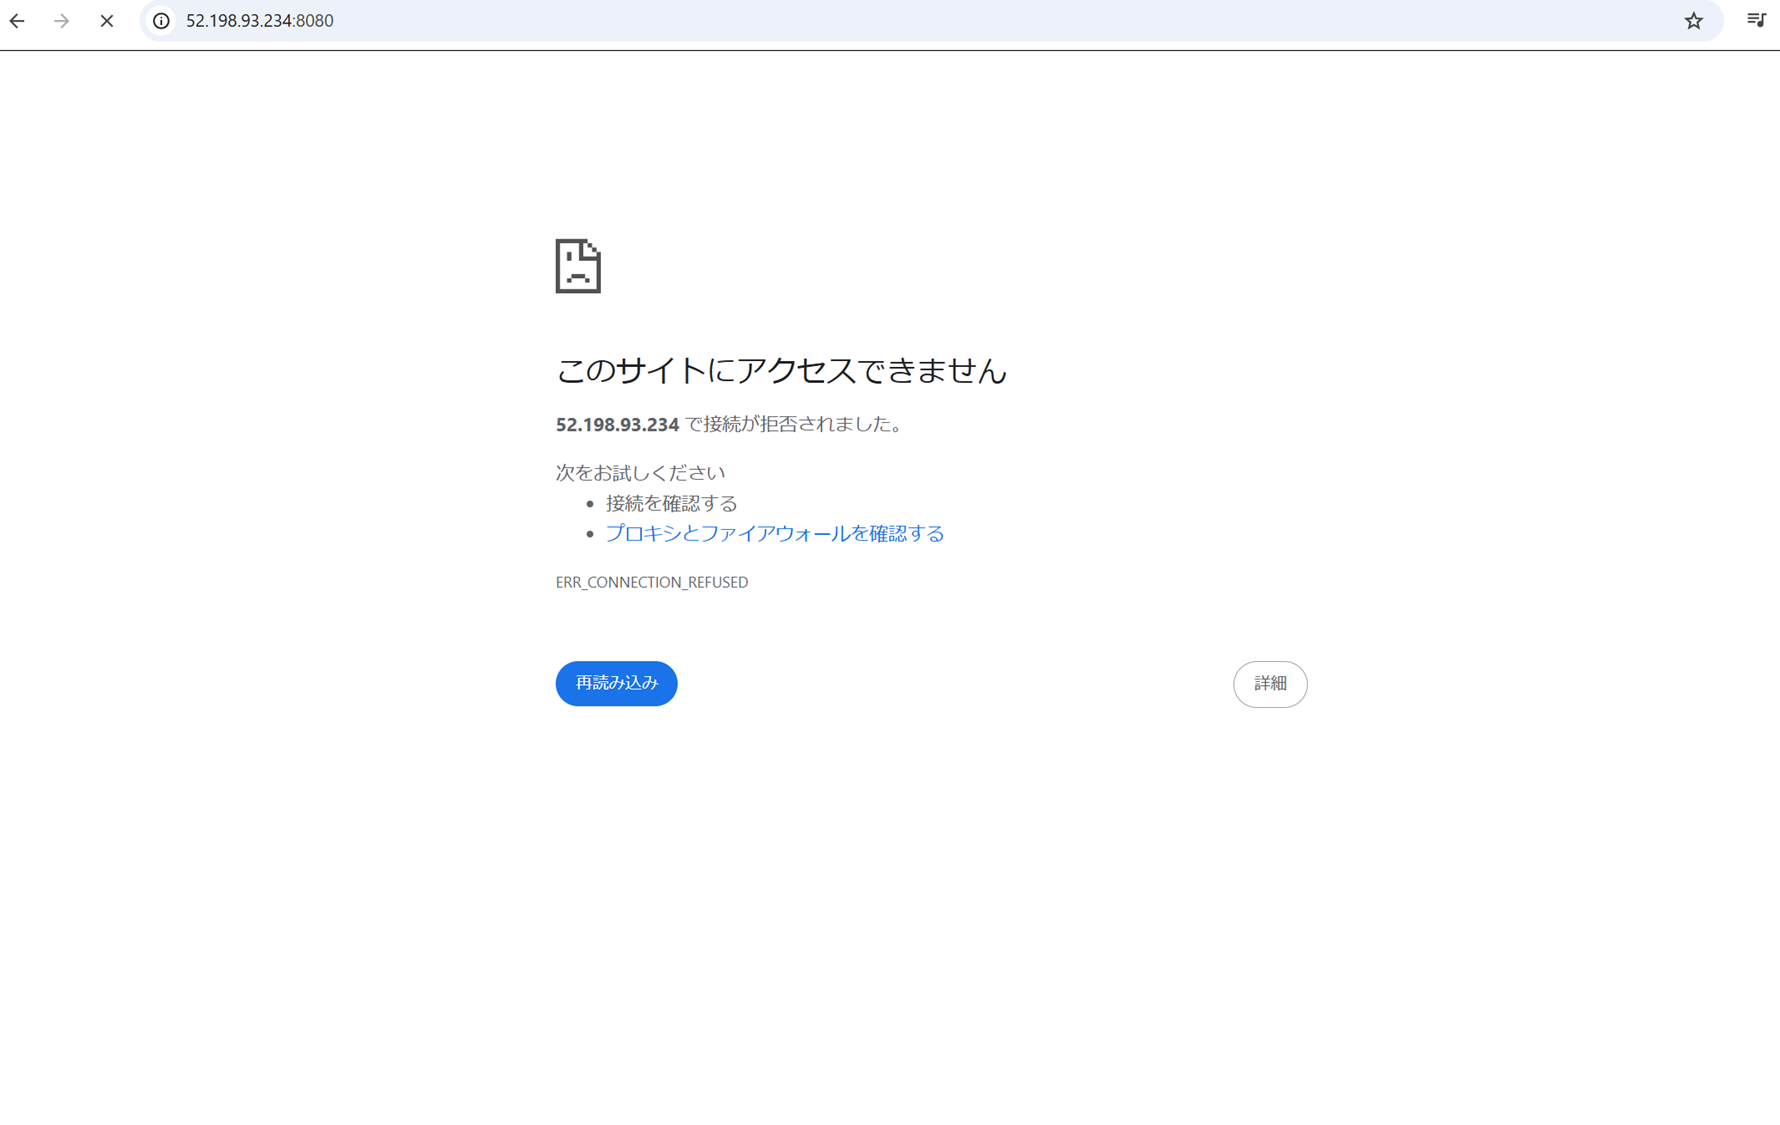 52.198.93.234:8080
このサイトにアクセスできません
52.198.93.234 で接続が拒否されました。
次をお試しください
接続を確認する
プロキシとファイアウォールを確認する
ERR_CONNECTION_REFUSED
再読み込み
詳細